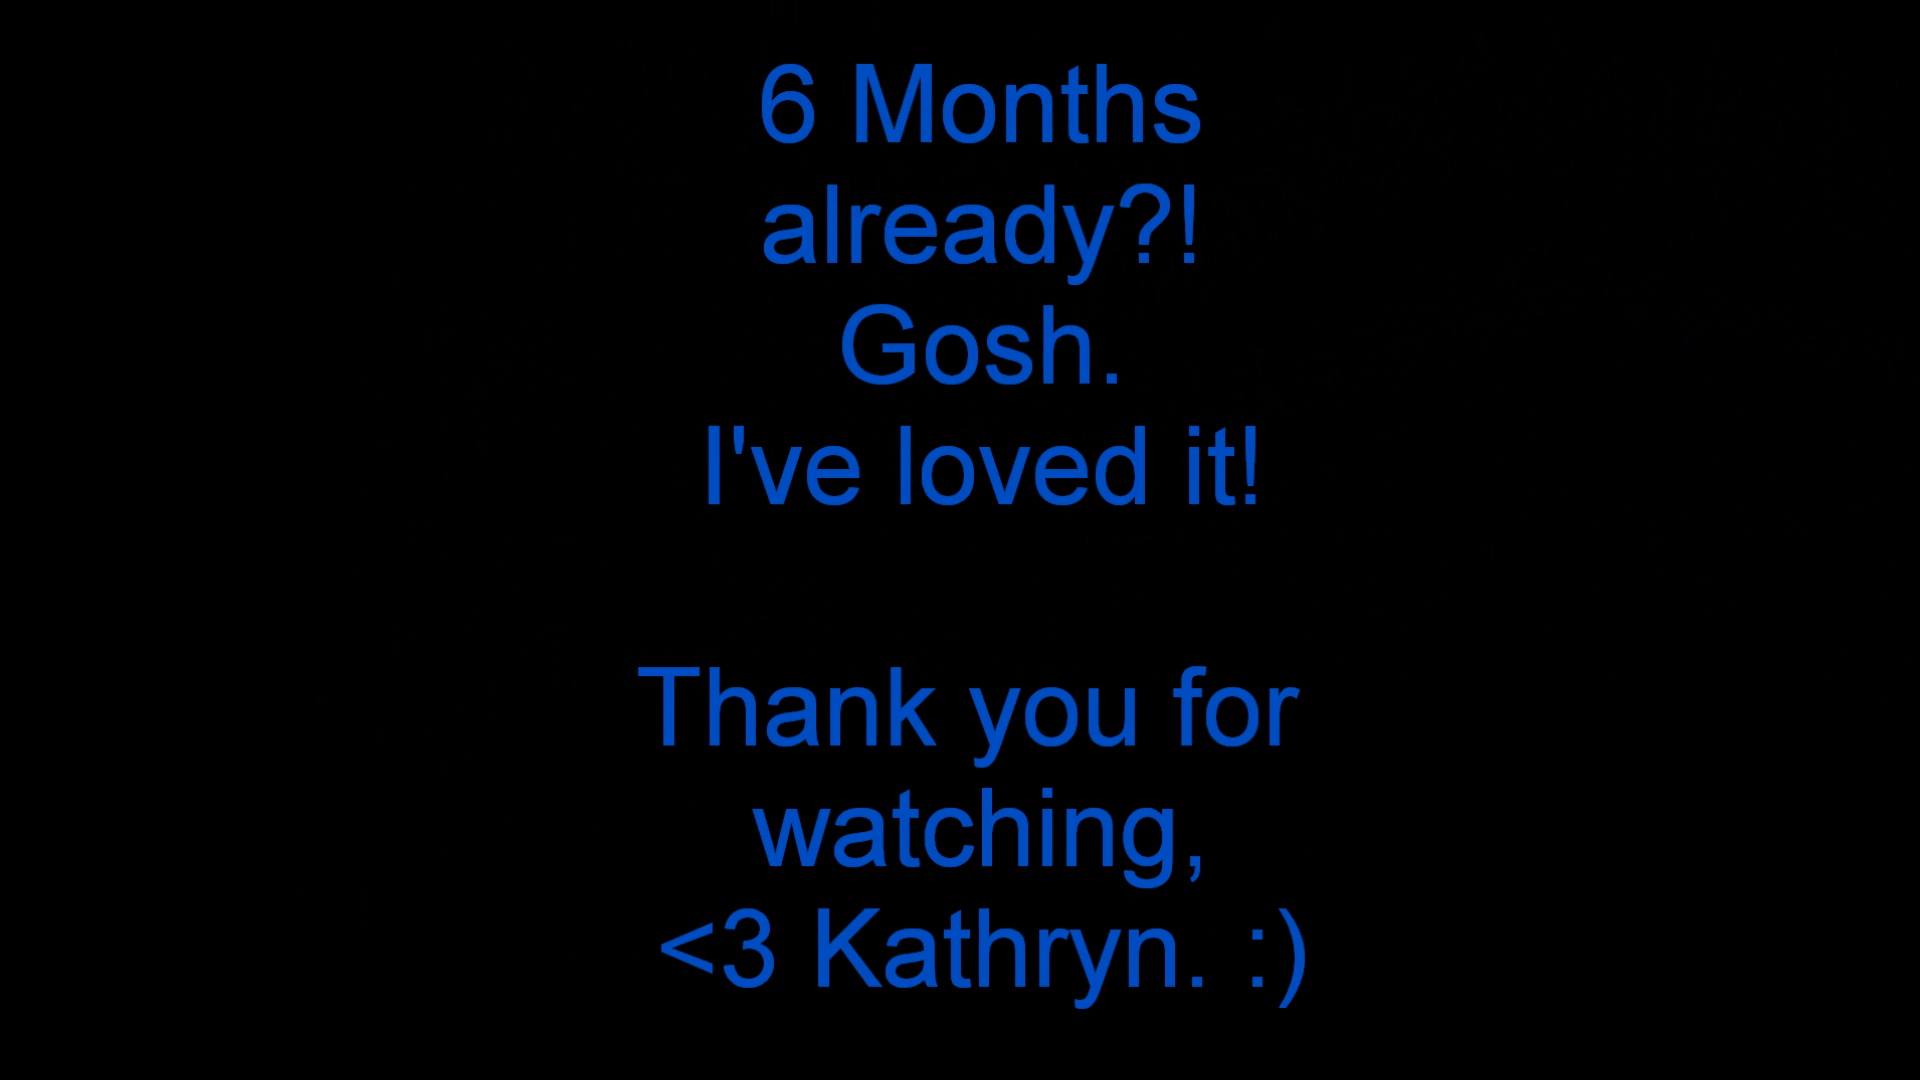 6 Months
already?!
Gosh.
I've loved it!
Thank you for
watching,
<3 Kathryn. :)